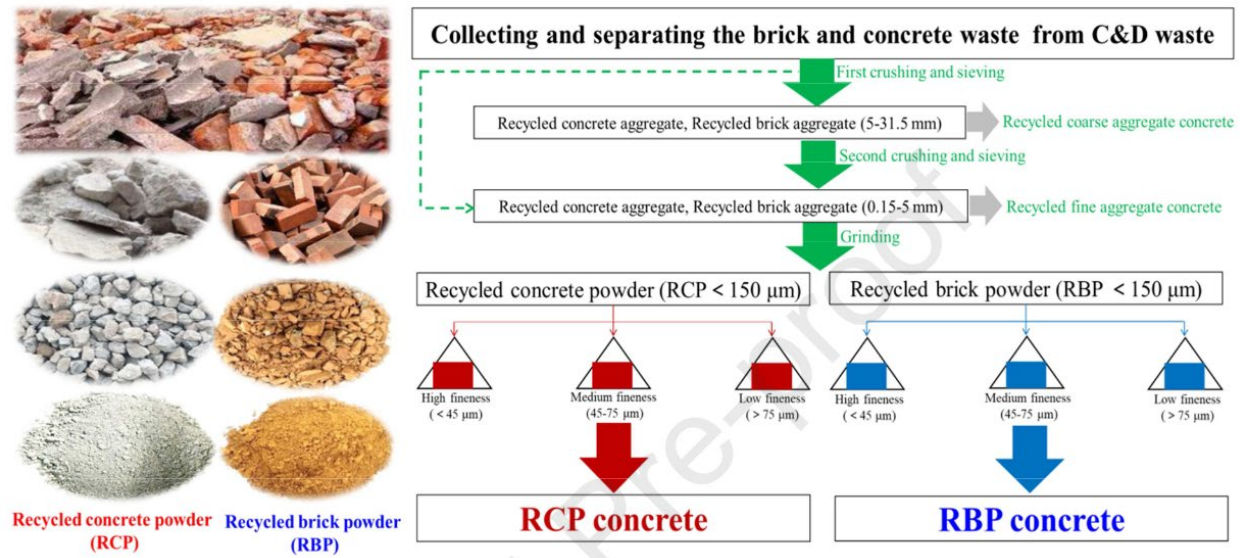 Collecting and separating the brick and concrete waste from C&D waste
First crushing and sieving
Recycled concrete aggregate, Recycled brick aggregate (5-31.5 mm)
Recycled coarse aggregate concrete
Second crushing and sieving
Recycled concrete aggregate, Recycled brick aggregate (0.15-5 mm)
Recycled fine aggregate concrete
Grinding
Recycled concrete powder (RCP < 150 μm)
Recycled brick powder (RBP < 150 μm)
High fineness
(< 45 μm)
Medium fineness
(45-75 μm)
Low fineness
(> 75 μm)
High fineness
(< 45 μm)
Medium fineness
(45-75 μm)
Low fineness
(> 75 μm)
Recycled concrete powder
(RCP)
Recycled brick powder
(RBP)
RCP concrete
RBP concrete
Pre-proof